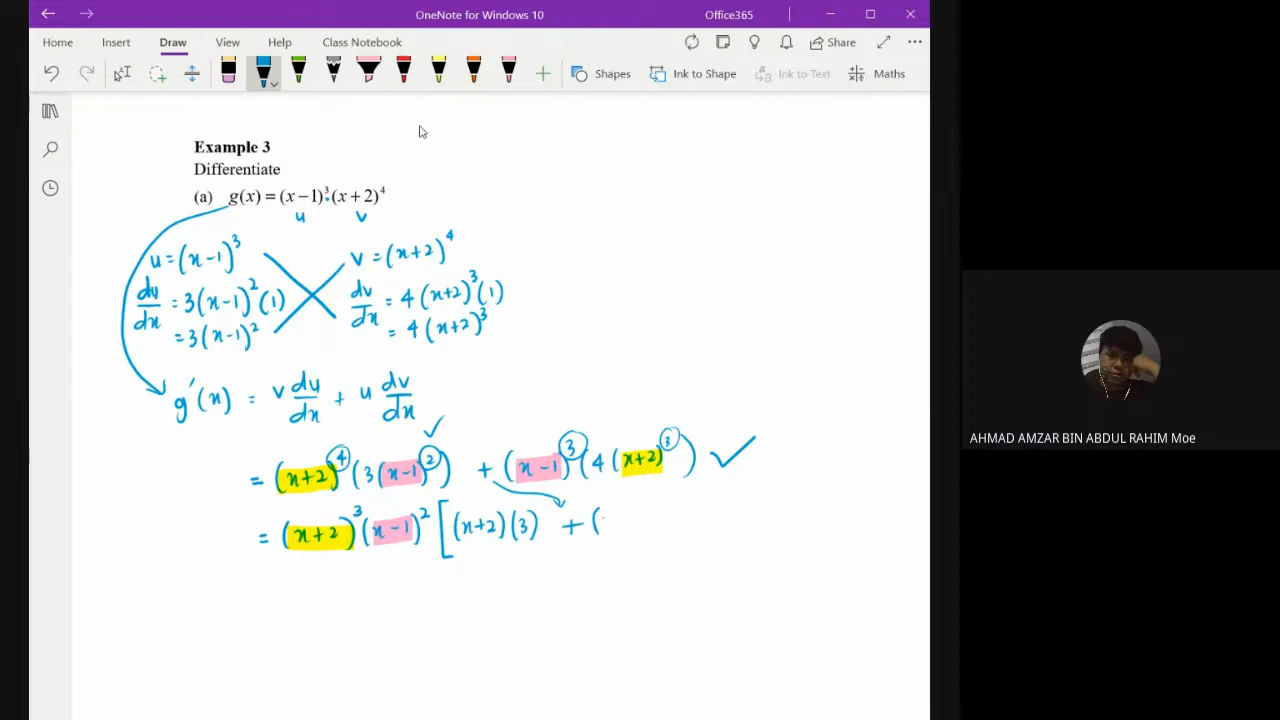 OneNote for Windows 10
Office365
Home Insert Draw View Help Class Notebook
Share
Shapes Ink to Shape Ink to Text Maths
Example 3
Differentiate
(a) g(x) = (x−1)³·(x+2)⁴
u v
u = (x−1)³
v = (x+2)⁴
du/dx = 3(x−1)²(1)
dv/dx = 4(x+2)³(1)
= 3(x−1)²
= 4(x+2)³
g'(x) = v du/dx + u dv/dx
= (x+2)⁴(3(x−1)²) + (x−1)³(4(x+2)³)
= (x+2)³(x−1)²[(x+2)(3) + (
AHMAD AMZAR BIN ABDUL RAHIM Moe